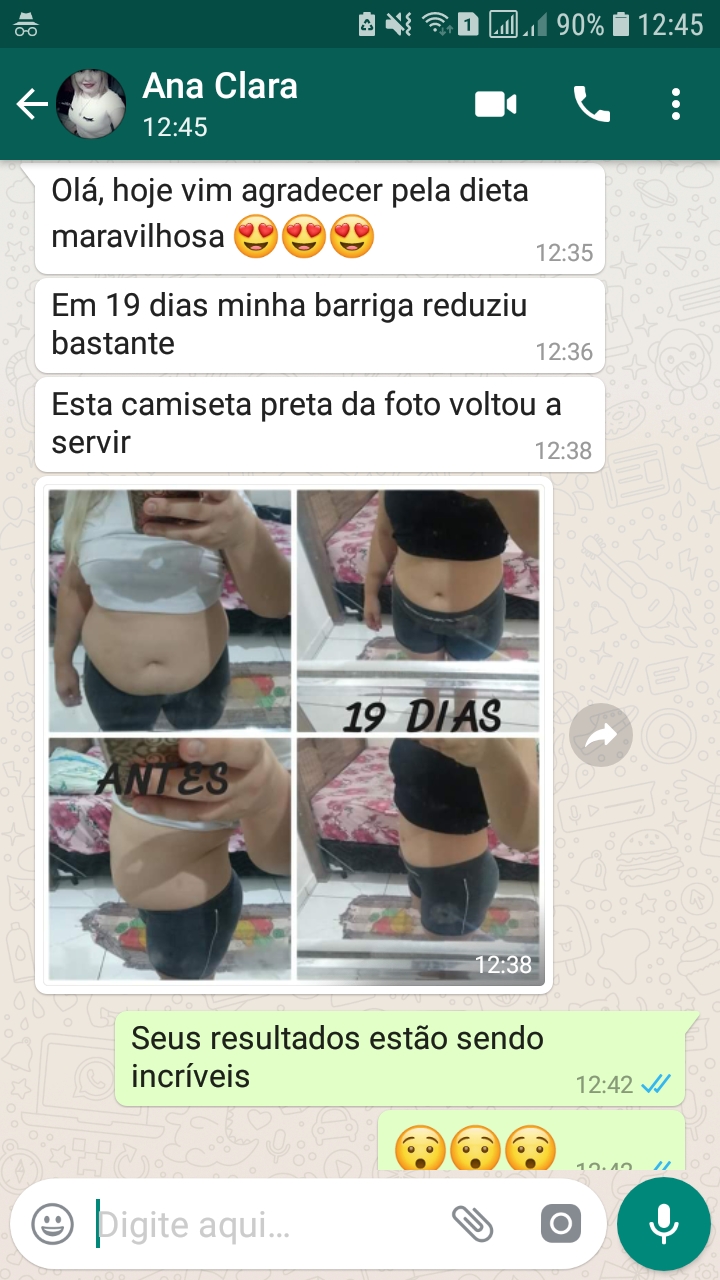 1
90%
12:45
Ana Clara
12:45
Olá, hoje vim agradecer pela dieta
maravilhosa 😍😍😍
12:35
Em 19 dias minha barriga reduziu
bastante
12:36
Esta camiseta preta da foto voltou a
servir
12:38
19 DIAS
ANTES
12:38
Seus resultados estão sendo
incríveis
12:42
😯😯😯
12:42
Digite aqui...